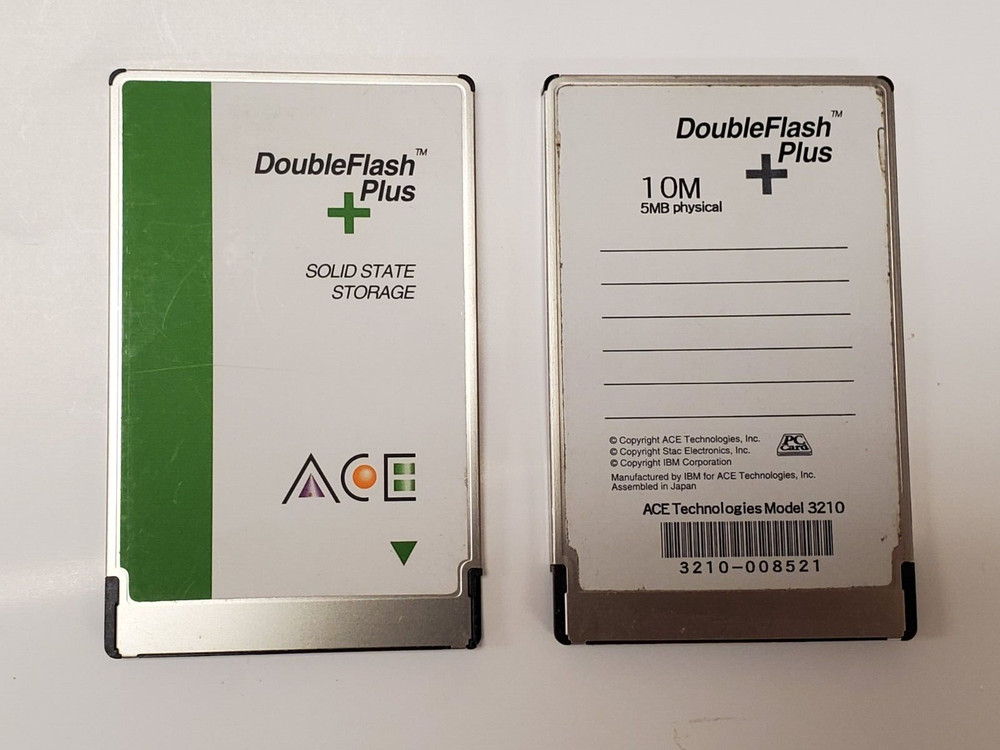 DoubleFlash™
Plus
SOLID STATE
STORAGE
ACE
DoubleFlash™
Plus
10M
5MB physical
© Copyright ACE Technologies, Inc.
© Copyright Stac Electronics, Inc.
© Copyright IBM Corporation
PC
Card
Manufactured by IBM for ACE Technologies, Inc.
Assembled in Japan
ACE Technologies Model 3210
3210-008521